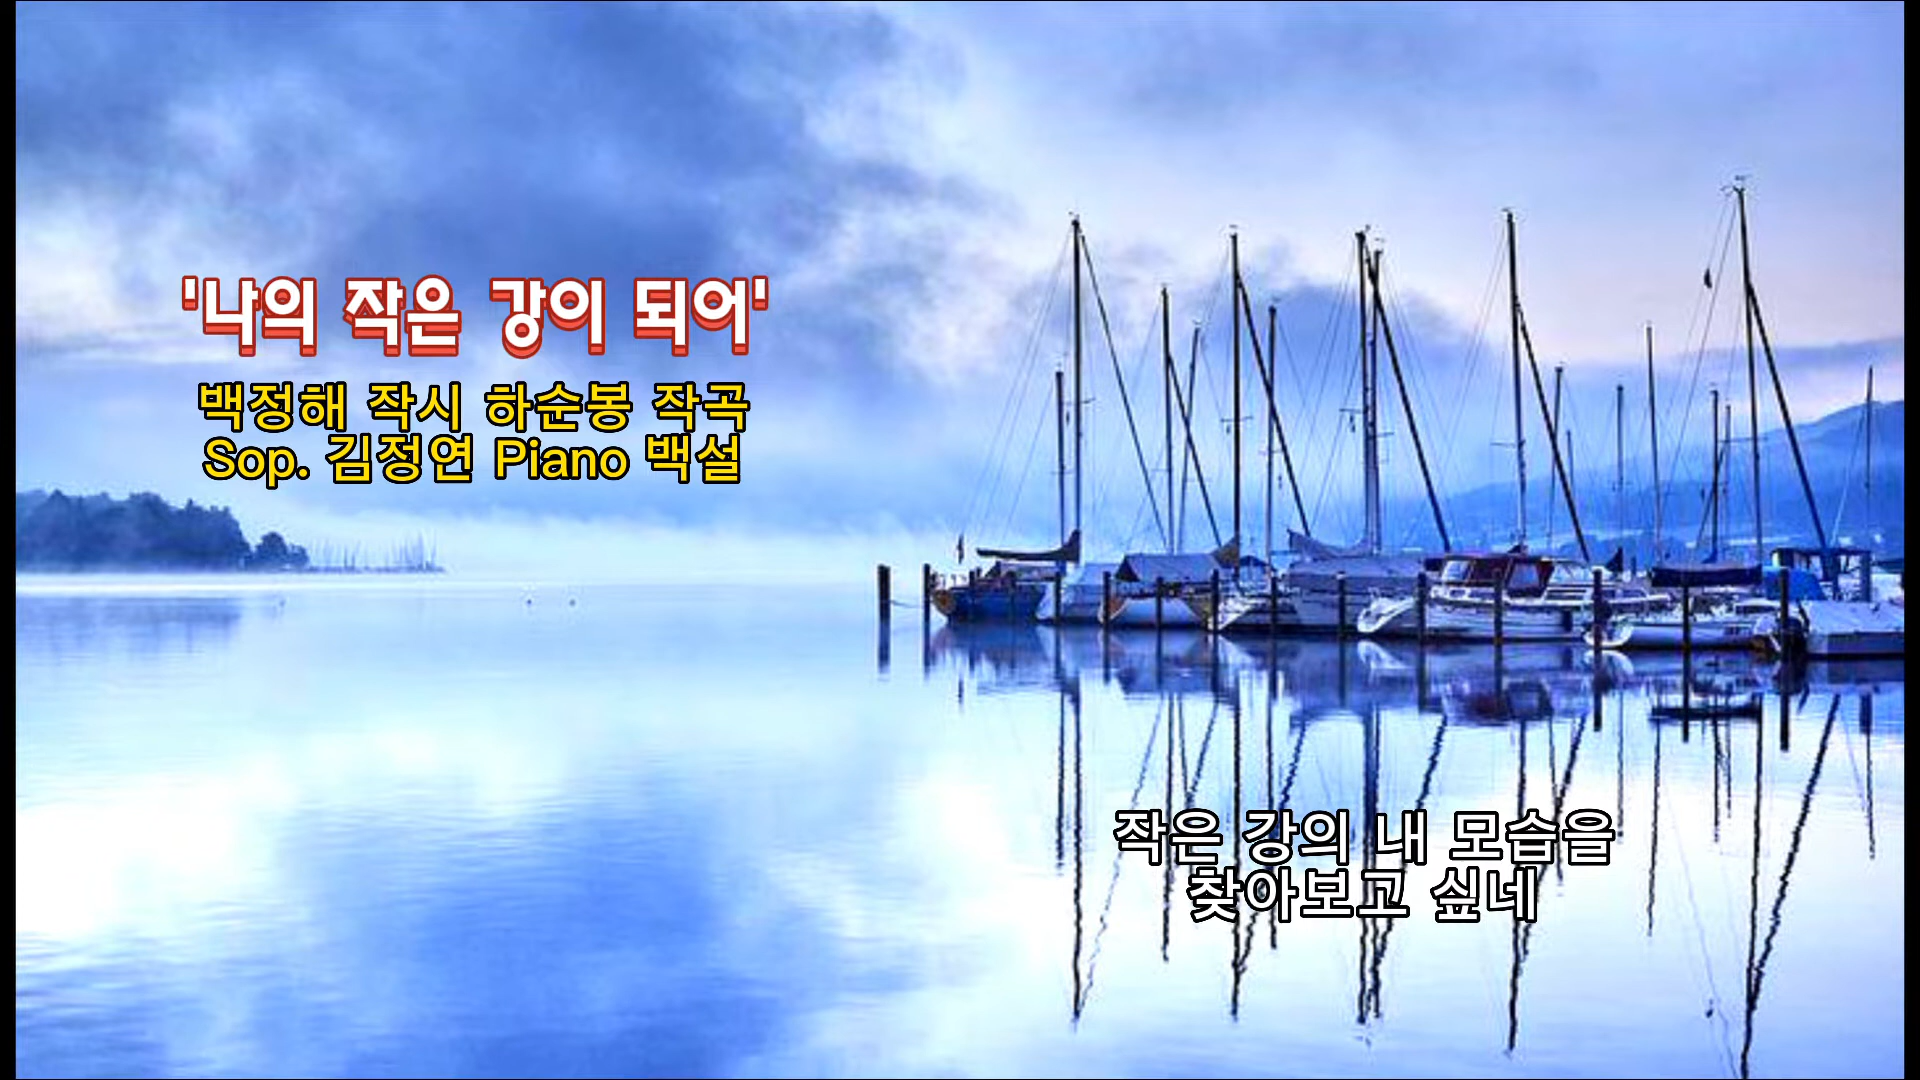 '나의 작은 강이 되어'
백정해 작시 하순봉 작곡
Sop. 김정연 Piano 백설
작은 강의 내 모습을
찾아보고 싶네